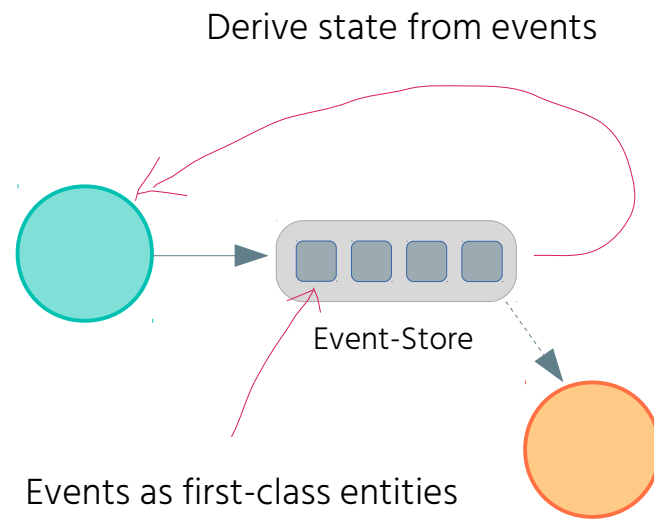 Derive state from events
Event-Store
Events as first-class entities